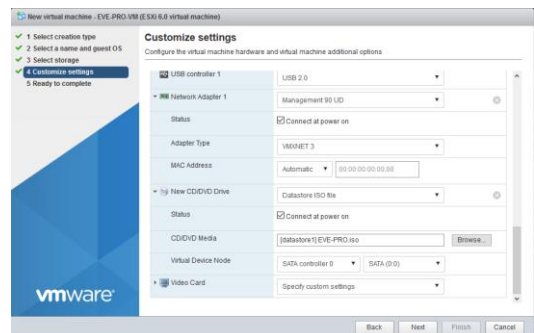 New virtual machine - EVE-PRO-VM (ESXi 6.0 virtual machine)
1 Select creation type
2 Select a name and guest OS
3 Select storage
4 Customize settings
5 Ready to complete
Customize settings
Configure the virtual machine hardware and virtual machine additional options
USB controller 1 USB 2.0
Network Adapter 1 Management 90 UD
Status Connect at power on
Adapter Type VMXNET 3
MAC Address Automatic 00:00:00:00:00:00
New CD/DVD Drive Datastore ISO file
Status Connect at power on
CD/DVD Media [datastore1] EVE-PRO.iso Browse...
Virtual Device Node SATA controller 0 SATA (0:0)
Video Card Specify custom settings
vmware
Back Next Finish Cancel